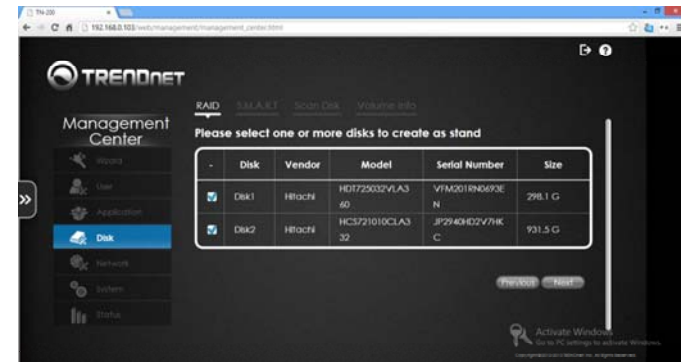 TN-200
192.168.0.103/web/management/management_center.html
TRENDNET
Management
Center
Wizard
User
Application
Disk
Network
System
Status
RAID S.M.A.R.T Scan Disk Volume Info
Please select one or more disks to create as stand
- Disk Vendor Model Serial Number Size
Disk1 Hitachi HDT725032VLA3 VFM201RN0693E 298.1 G
60 N
Disk2 Hitachi HCS721010CLA3 JP2940HD2V7HK 931.5 G
32 C
Previous Next
Activate Windows
Go to PC settings to activate Windows.